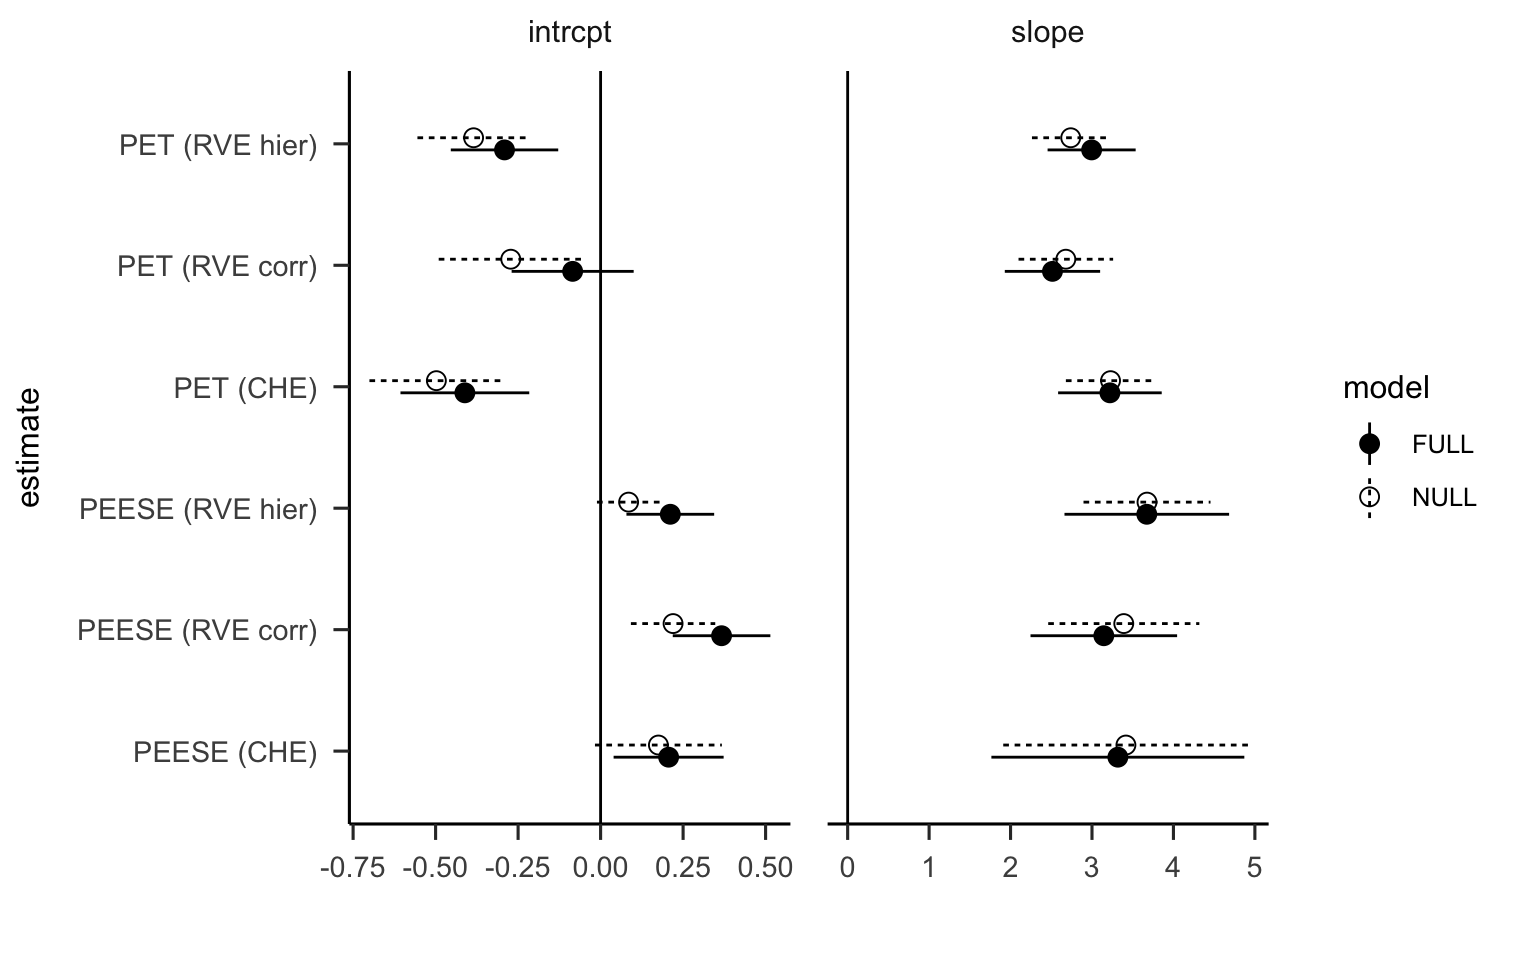 intrcpt slope
estimate
PET (RVE hier)
PET (RVE corr)
PET (CHE)
PEESE (RVE hier)
PEESE (RVE corr)
PEESE (CHE)
-0.75 -0.50 -0.25 0.00 0.25 0.50 0 1 2 3 4 5
model
FULL
NULL